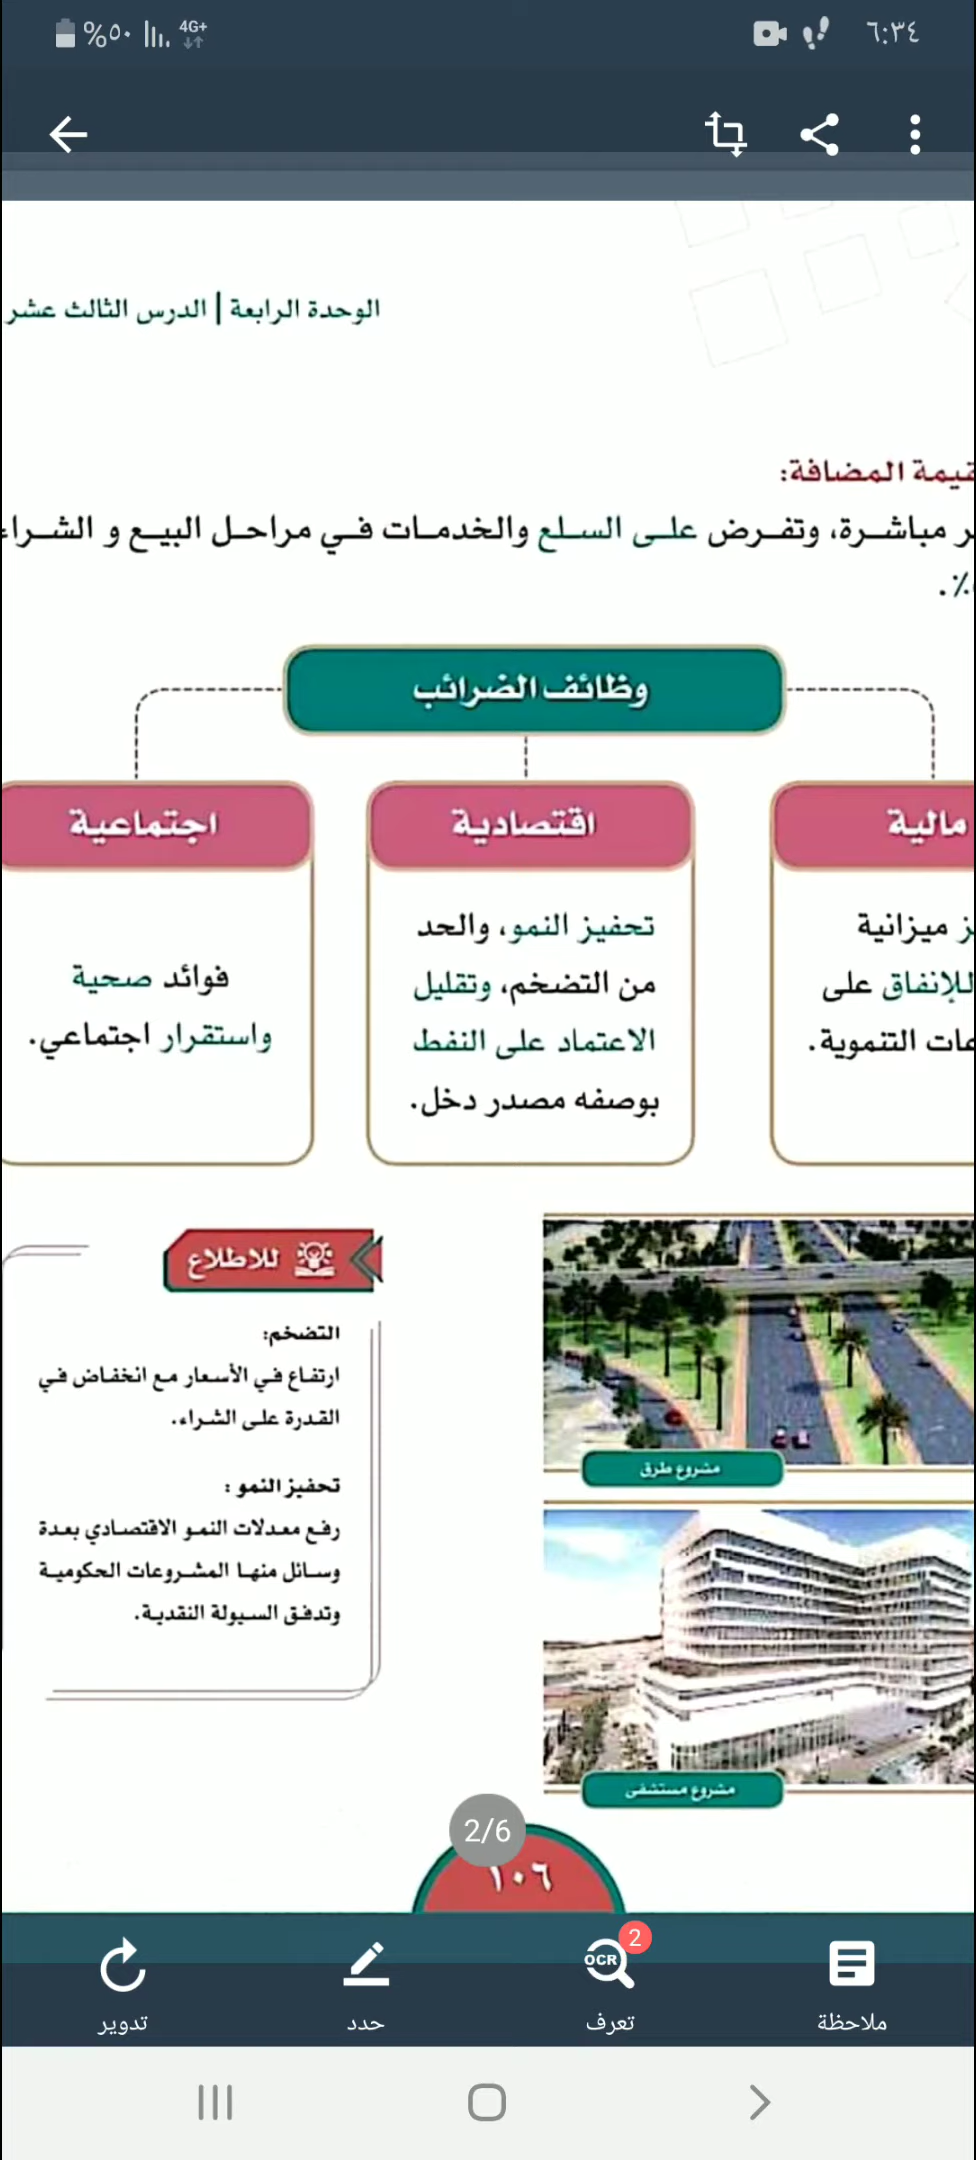 %٥٠
4G+
٦:٣٤
الوحدة الرابعة | الدرس الثالث عشر
المضافة:
مباشرة، وتفرض على السلع والخدمات في مراحل البيع و الشراء
٪.
وظائف الضرائب
مالية
ميزانية
للإنفاق على
التنموية.
اقتصادية
تحفيز النمو، والحد
من التضخم، وتقليل
الاعتماد على النفط
بوصفه مصدر دخل.
اجتماعية
فوائد صحية
واستقرار اجتماعي.
مشروع طرق
مشروع مستشفى
للاطلاع
التضخم:
ارتفاع في الأسعار مع انخفاض في
القدرة على الشراء.
تحفيز النمو :
رفع معدلات النمو الاقتصادي بعدة
وسائل منها المشروعات الحكومية
وتدفق السيولة النقدية.
2/6
١٠٦
ملاحظة
OCR
2
تعرف
حدد
تدوير